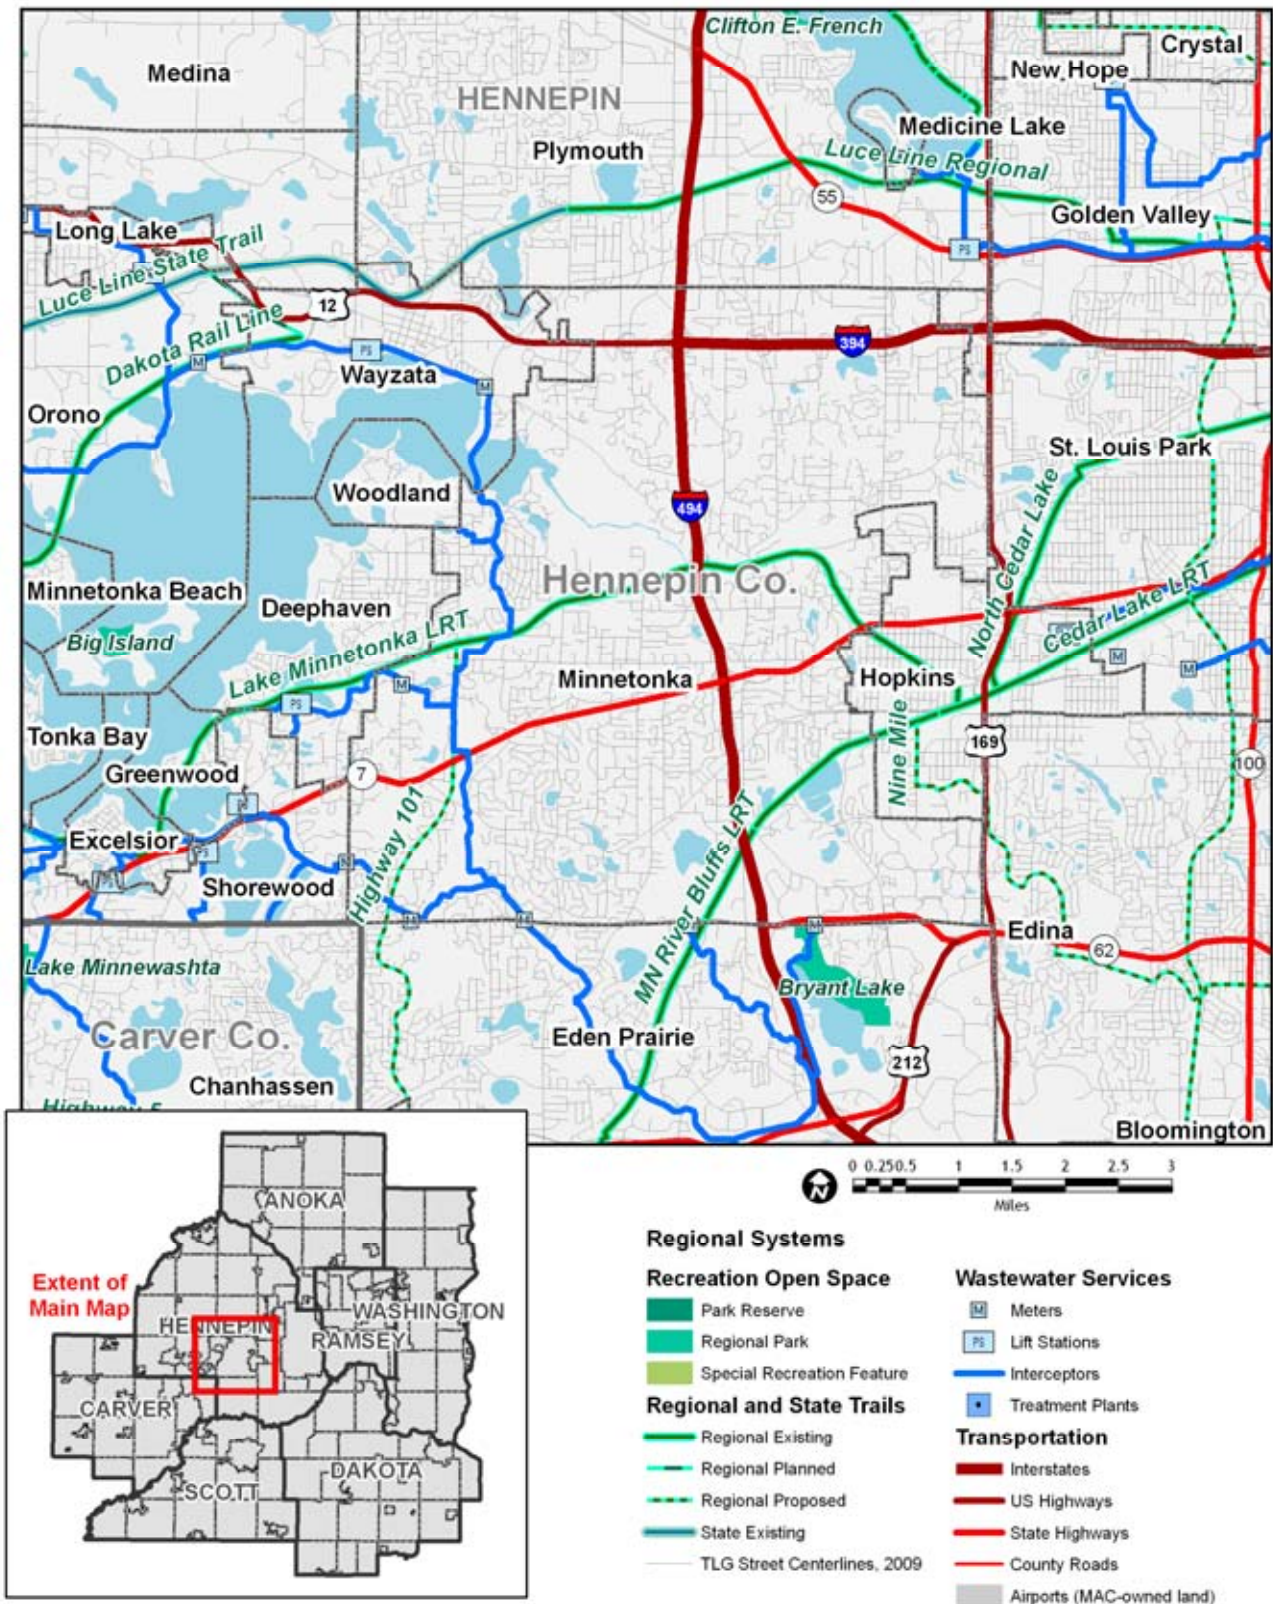 Clifton E. French
Crystal
Medina
New Hope
HENNEPIN
Medicine Lake
Plymouth
Luce Line Regional
55
Golden Valley
Long Lake
PS
Luce Line State Trail
12
Dakota Rail Line
394
PS
M
Wayzata
M
Orono
St. Louis Park
Woodland
494
North Cedar Lake
Hennepin Co.
Minnetonka Beach
Deephaven
Cedar Lake LRT
Big Island
Lake Minnetonka LRT
M
M
Minnetonka
Hopkins
M
PS
Nine Mile
Tonka Bay
169
Greenwood
7
100
Highway 101
MN River Bluffs LRT
Excelsior
Shorewood
M
Edina
62
Lake Minnewashta
Bryant Lake
Carver Co.
Eden Prairie
212
Chanhassen
Highway 5
Bloomington
N
0 0.25 0.5 1 1.5 2 2.5 3
Miles
ANOKA
Extent of
Main Map
WASHINGTON
HENNEPIN
RAMSEY
CARVER
DAKOTA
SCOTT
Regional Systems
Recreation Open Space
Park Reserve
Regional Park
Special Recreation Feature
Regional and State Trails
Regional Existing
Regional Planned
Regional Proposed
State Existing
TLG Street Centerlines, 2009
Wastewater Services
M Meters
PS Lift Stations
Interceptors
Treatment Plants
Transportation
Interstates
US Highways
State Highways
County Roads
Airports (MAC-owned land)